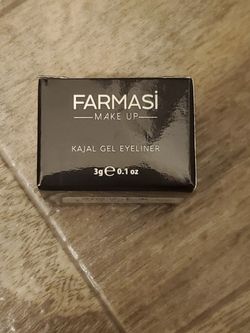 FARMASİ
MAKE UP
KAJAL GEL EYELINER
3g ℮ 0.1 oz